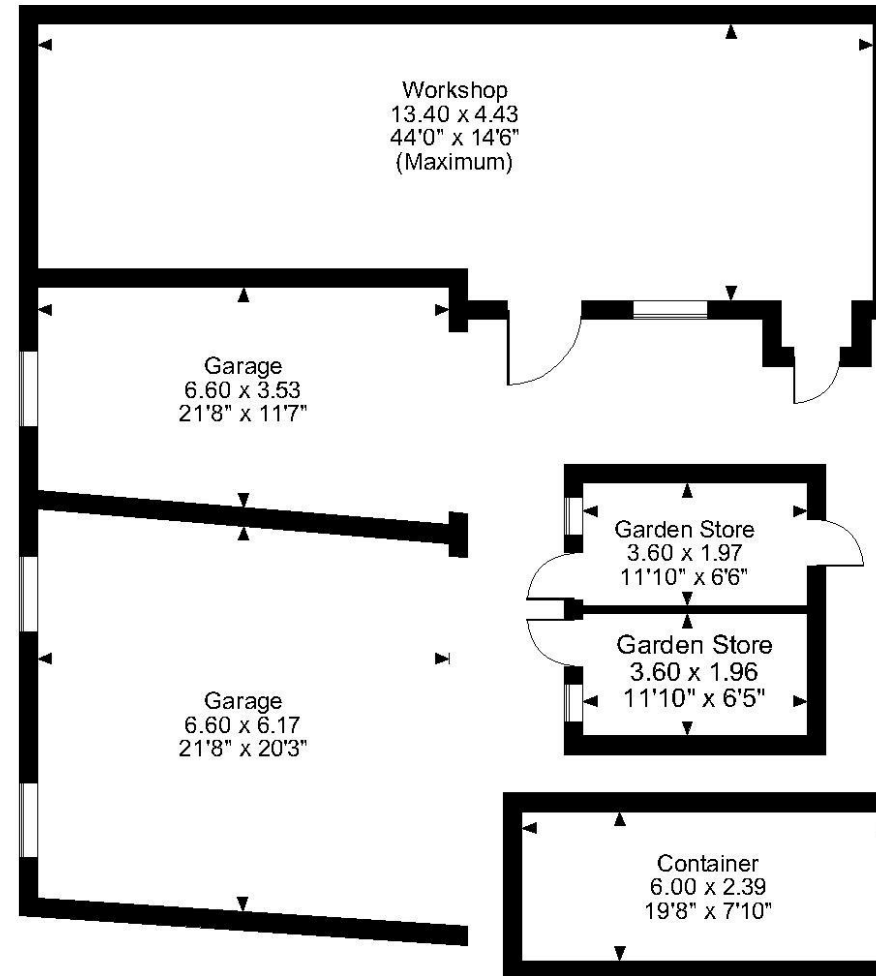 Workshop
13.40 x 4.43
44'0" x 14'6"
(Maximum)
Garage
6.60 x 3.53
21'8" x 11'7"
Garden Store
3.60 x 1.97
11'10" x 6'6"
Garden Store
3.60 x 1.96
11'10" x 6'5"
Garage
6.60 x 6.17
21'8" x 20'3"
Container
6.00 x 2.39
19'8" x 7'10"